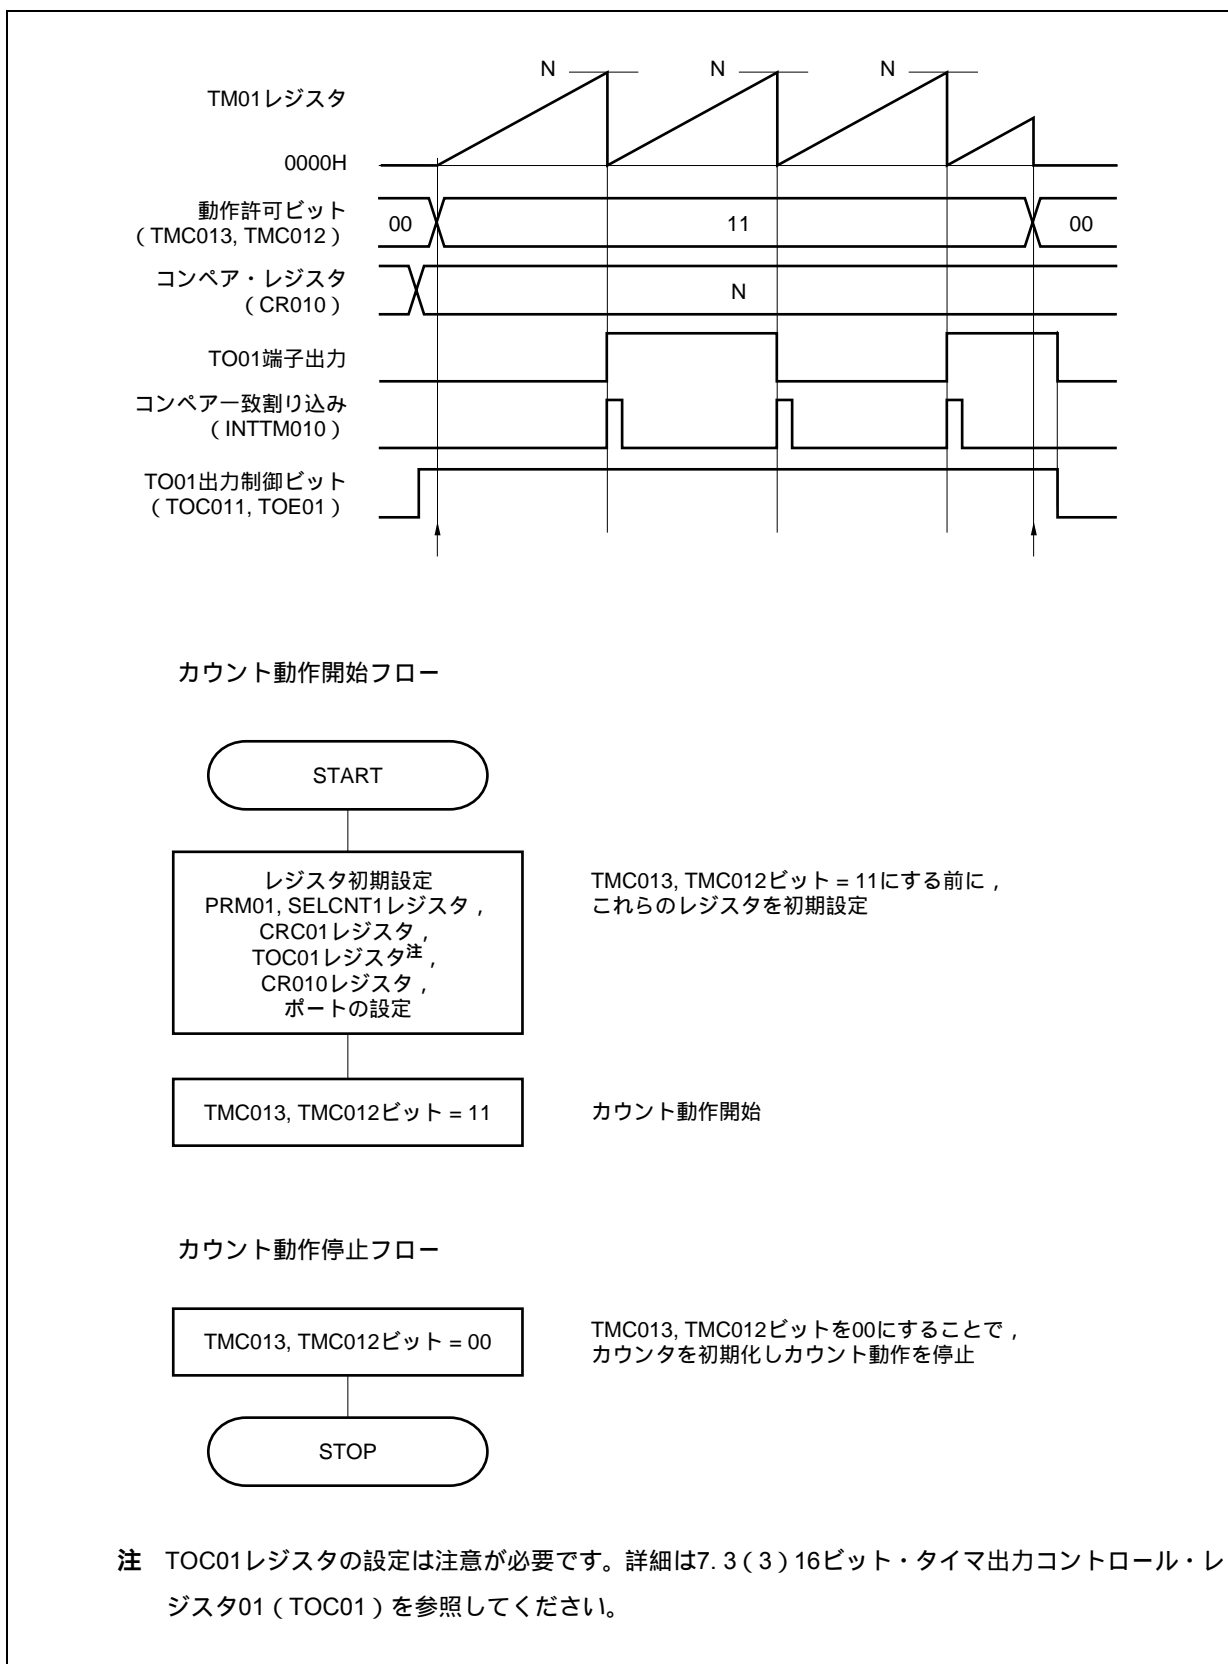 N N N
TM01レジスタ
0000H
動作許可ビット
(TMC013, TMC012)
00 11 00
コンペア・レジスタ
(CR010)
N
TO01端子出力
コンペア一致割り込み
(INTTM010)
TO01出力制御ビット
(TOC011, TOE01)
カウント動作開始フロー
START
レジスタ初期設定
PRM01, SELCNT1レジスタ,
CRC01レジスタ,
TOC01レジスタ注,
CR010レジスタ,
ポートの設定
TMC013, TMC012ビット = 11にする前に,
これらのレジスタを初期設定
TMC013, TMC012ビット = 11
カウント動作開始
カウント動作停止フロー
TMC013, TMC012ビット = 00
TMC013, TMC012ビットを00にすることで,
カウンタを初期化しカウント動作を停止
STOP
注 TOC01レジスタの設定は注意が必要です。詳細は7. 3(3)16ビット・タイマ出力コントロール・レ
ジスタ01(TOC01)を参照してください。